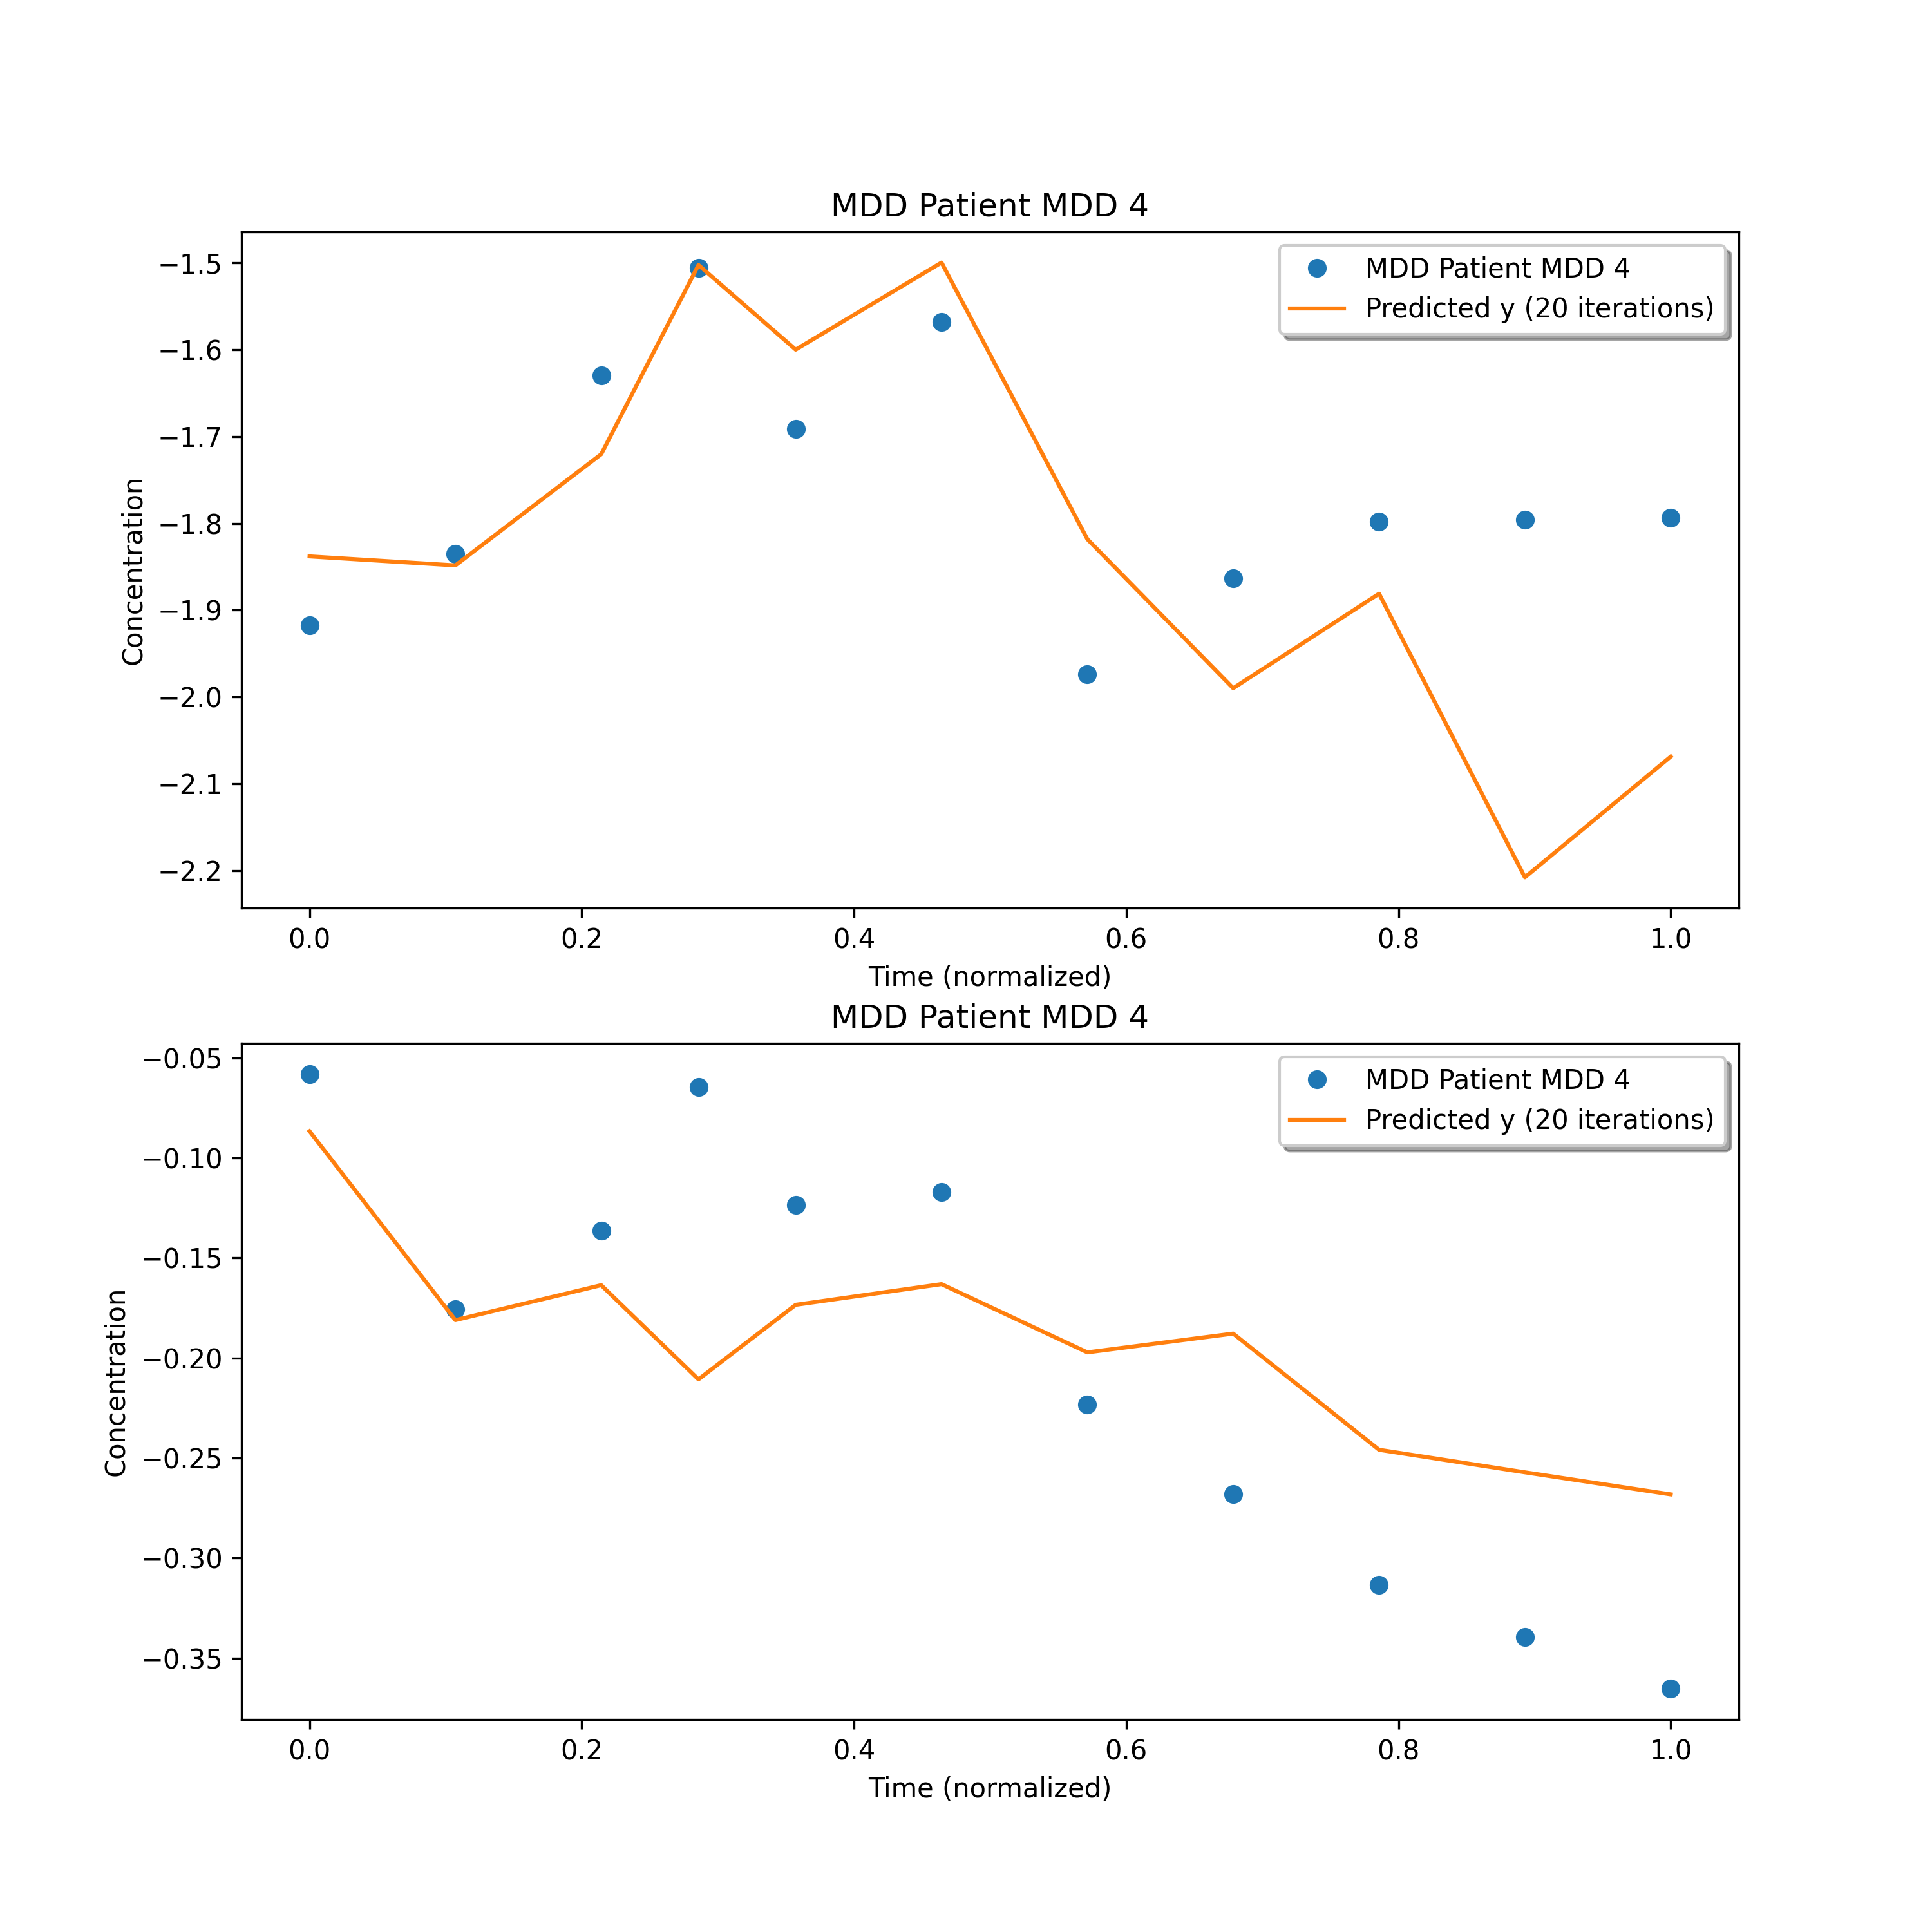 MDD Patient MDD 4
MDD Patient MDD 4
Predicted y (20 iterations)
−1.5
−1.6
−1.7
−1.8
−1.9
−2.0
−2.1
−2.2
Concentration
0.0 0.2 0.4 0.6 0.8 1.0
Time (normalized)
MDD Patient MDD 4
MDD Patient MDD 4
Predicted y (20 iterations)
−0.05
−0.10
−0.15
−0.20
−0.25
−0.30
−0.35
Concentration
0.0 0.2 0.4 0.6 0.8 1.0
Time (normalized)